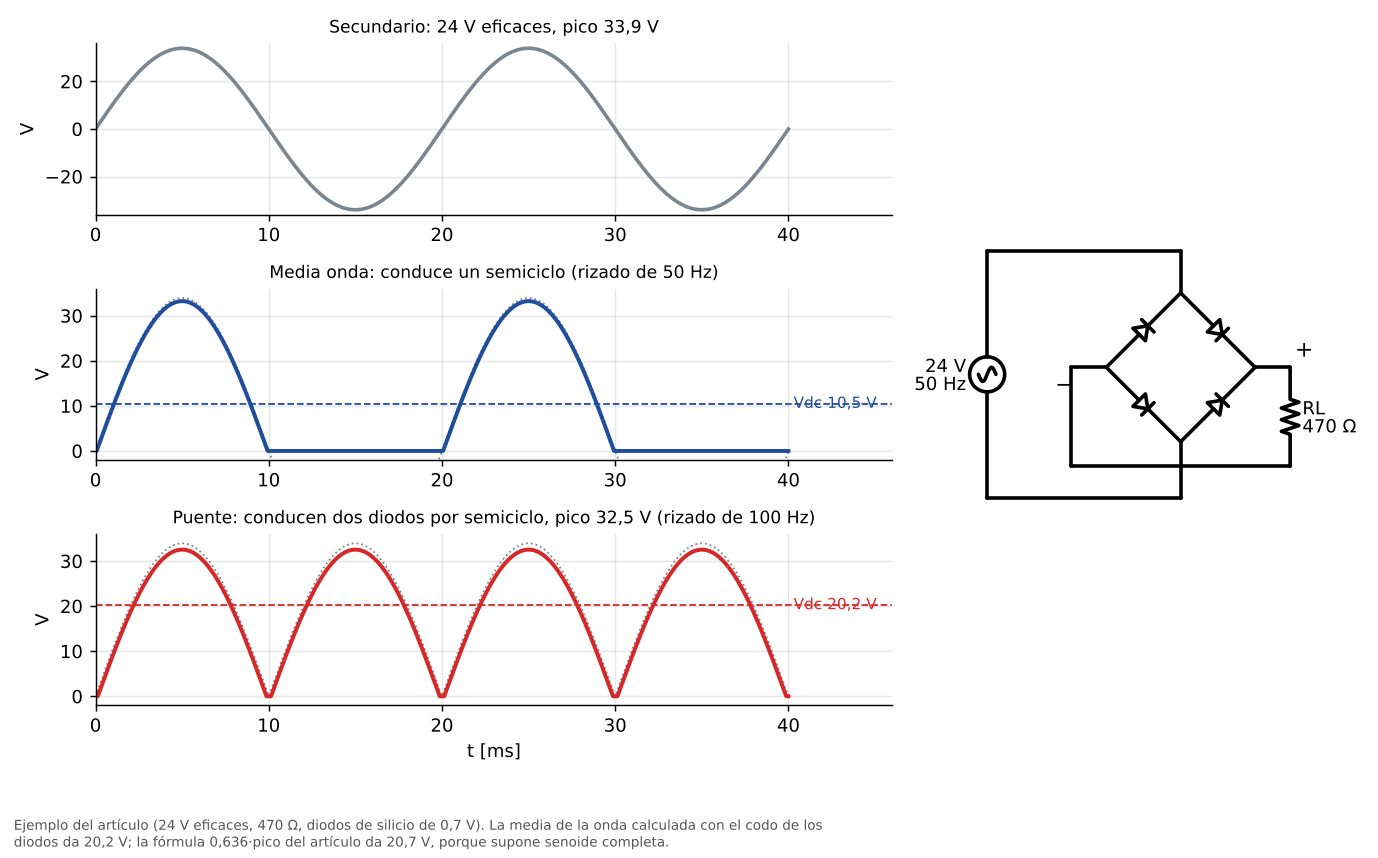 Secundario: 24 V eficaces, pico 33,9 V
V
20
0
−20
0
10
20
30
40
Media onda: conduce un semiciclo (rizado de 50 Hz)
V
30
20
10
0
Vdc 10,5 V
0
10
20
30
40
Puente: conducen dos diodos por semiciclo, pico 32,5 V (rizado de 100 Hz)
V
30
20
10
0
Vdc 20,2 V
0
10
20
30
40
t [ms]
24 V
50 Hz
−
+
RL
470 Ω
Ejemplo del artículo (24 V eficaces, 470 Ω, diodos de silicio de 0,7 V). La media de la onda calculada con el codo de los
diodos da 20,2 V; la fórmula 0,636·pico del artículo da 20,7 V, porque supone senoide completa.